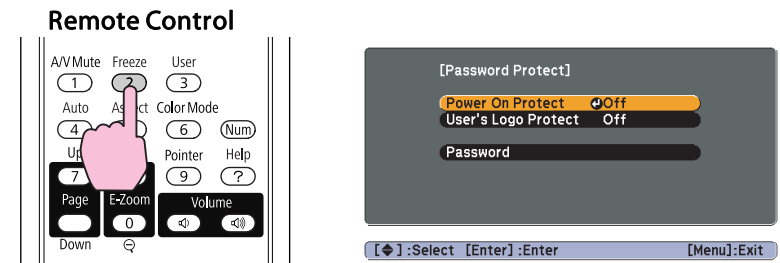 Remote Control
A/V Mute Freeze User
1 2 3
Auto Color Mode
4 6 Num
Pointer Help
7 9 ?
Page E-Zoom Volume
0
Down
[Password Protect]
Power On Protect Off
User's Logo Protect Off
Password
[ ] :Select [Enter] :Enter [Menu]:Exit